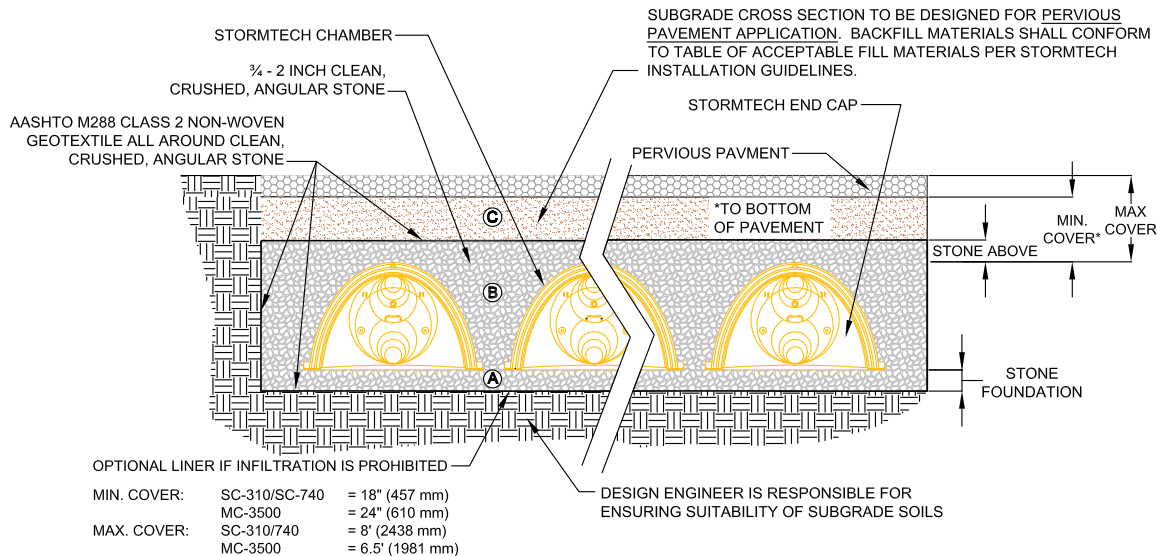 SUBGRADE CROSS SECTION TO BE DESIGNED FOR PERVIOUS
PAVEMENT APPLICATION. BACKFILL MATERIALS SHALL CONFORM
TO TABLE OF ACCEPTABLE FILL MATERIALS PER STORMTECH
INSTALLATION GUIDELINES.
STORMTECH CHAMBER
¾ - 2 INCH CLEAN,
CRUSHED, ANGULAR STONE
STORMTECH END CAP
AASHTO M288 CLASS 2 NON-WOVEN
GEOTEXTILE ALL AROUND CLEAN,
CRUSHED, ANGULAR STONE
PERVIOUS PAVMENT
C
*TO BOTTOM
OF PAVEMENT
MAX
COVER
MIN.
COVER*
STONE ABOVE
B
A
STONE
FOUNDATION
OPTIONAL LINER IF INFILTRATION IS PROHIBITED
MIN. COVER: SC-310/SC-740 = 18" (457 mm)
MC-3500 = 24" (610 mm)
MAX. COVER: SC-310/740 = 8' (2438 mm)
MC-3500 = 6.5' (1981 mm)
DESIGN ENGINEER IS RESPONSIBLE FOR
ENSURING SUITABILITY OF SUBGRADE SOILS